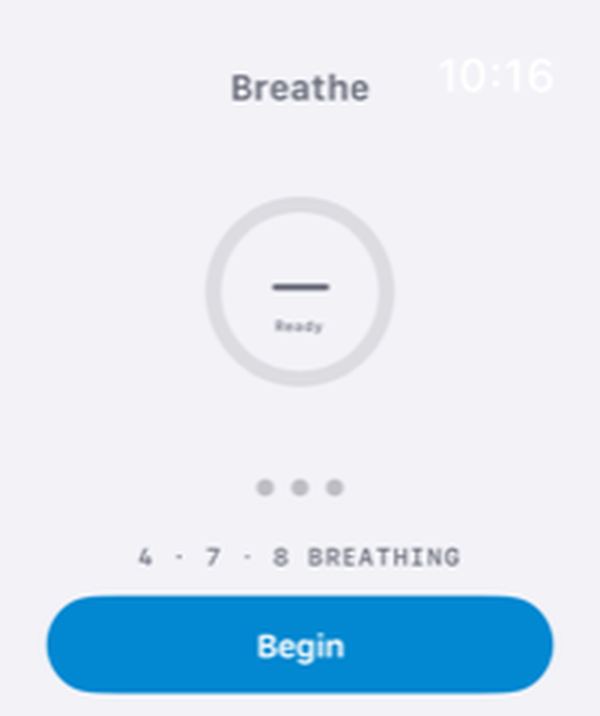 10:16
Breathe
—
Ready
4 · 7 · 8 BREATHING
Begin